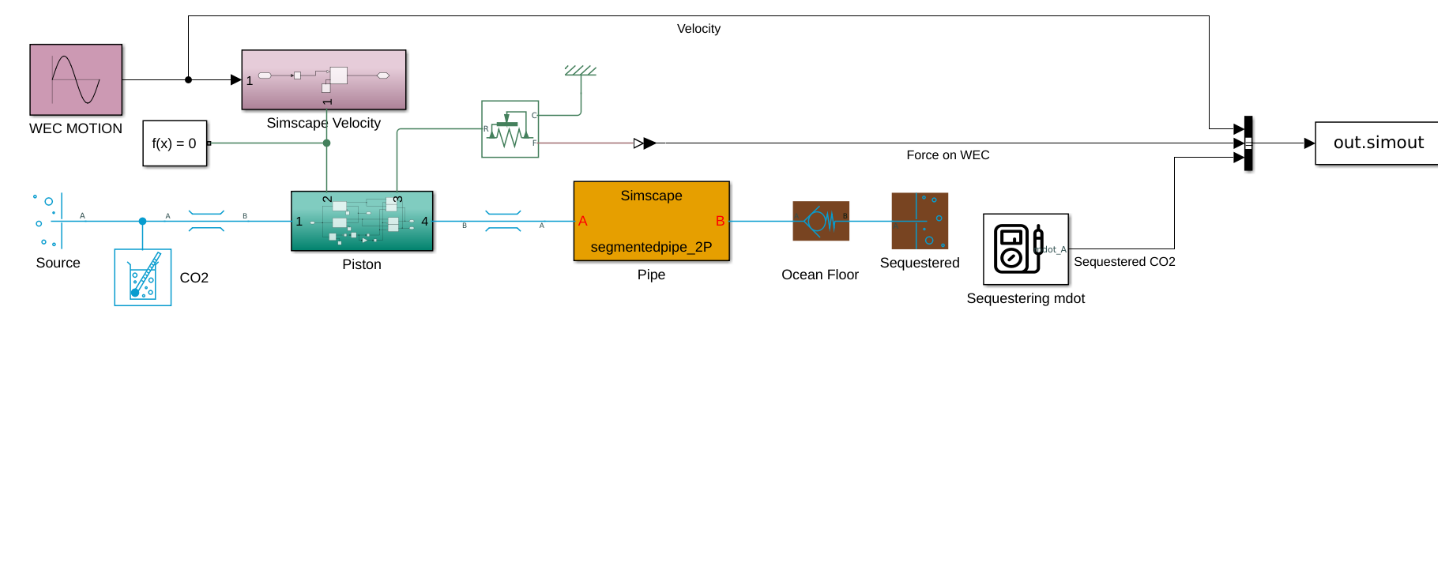 Velocity
1
1
WEC MOTION
Simscape Velocity
f(x) = 0
R
C
F
Force on WEC
out.simout
Source
A
A
B
CO2
1
2
3
4
Piston
B
A
Simscape
A
B
segmentedpipe_2P
Pipe
B
Ocean Floor
Sequestered
dot_A
Sequestered CO2
Sequestering mdot